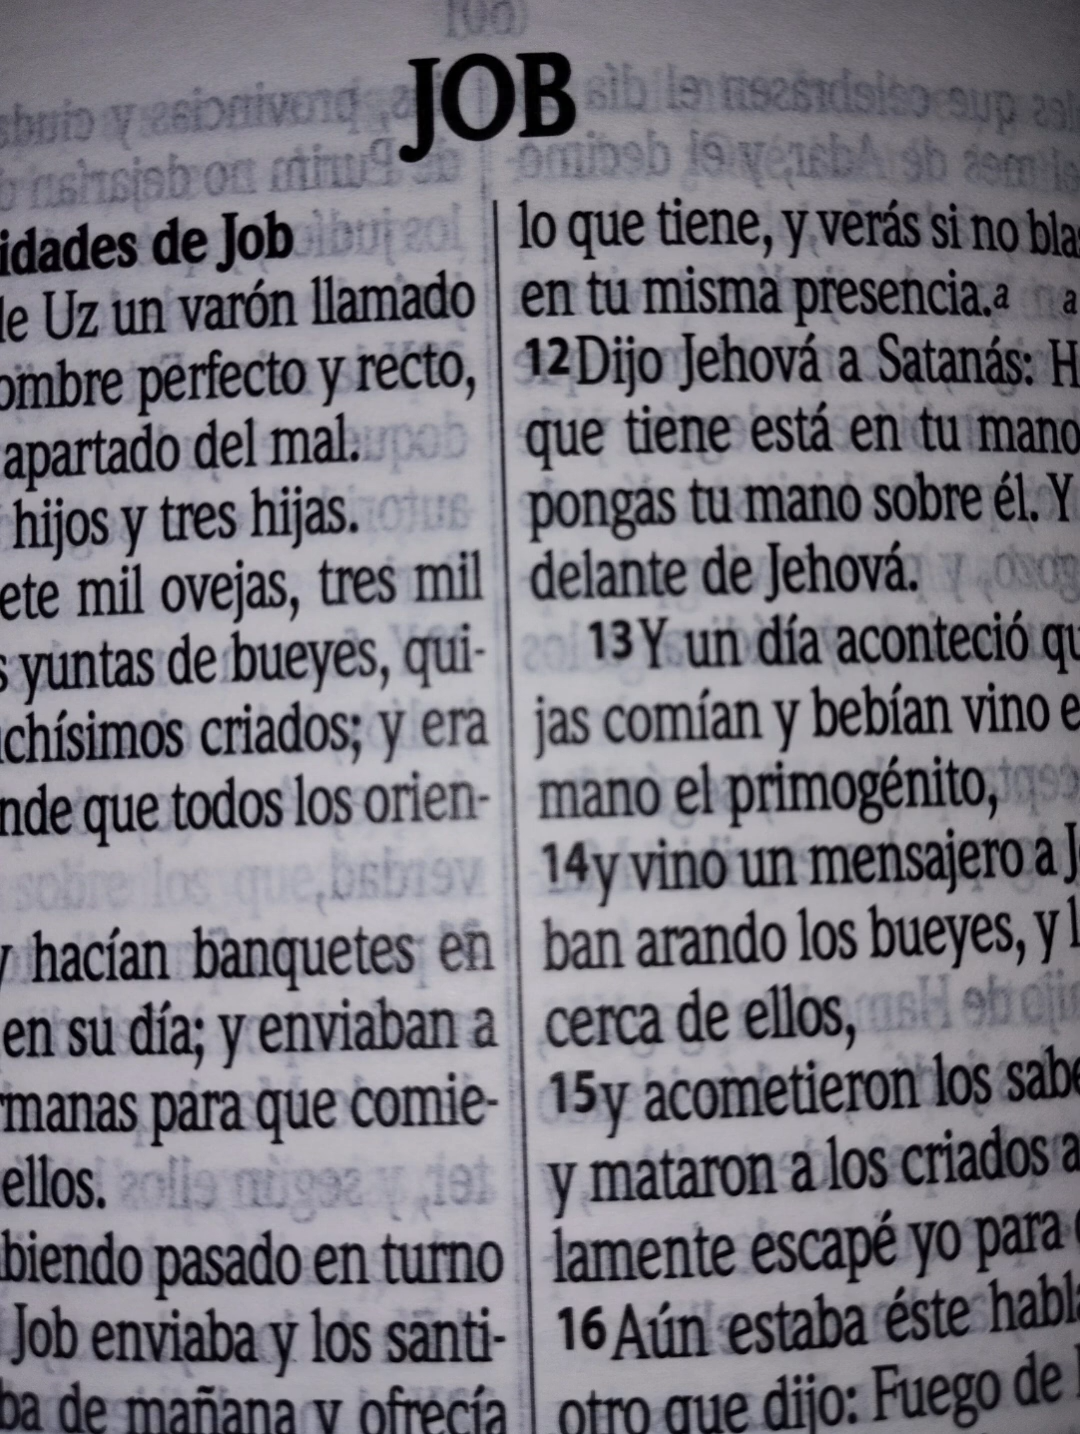 JOB
idades de Job
de Uz un varón llamado
ombre perfecto y recto,
apartado del mal.
hijos y tres hijas.
ete mil ovejas, tres mil
s yuntas de bueyes, qui-
chísimos criados; y era
nde que todos los orien-
y hacían banquetes en
en su día; y enviaban a
rmanas para que comie-
ellos.
biendo pasado en turno
Job enviaba y los santi-
ba de mañana y ofrecía
lo que tiene, y verás si no bla
en tu misma presencia.a a
12 Dijo Jehová a Satanás: H
que tiene está en tu mano
pongas tu mano sobre él. Y
delante de Jehová.
13 Y un día aconteció qu
jas comían y bebían vino e
mano el primogénito,
14 y vino un mensajero a J
ban arando los bueyes, y l
cerca de ellos,
15 y acometieron los sabe
y mataron a los criados a
lamente escapé yo para
16 Aún estaba éste habla
otro que dijo: Fuego de